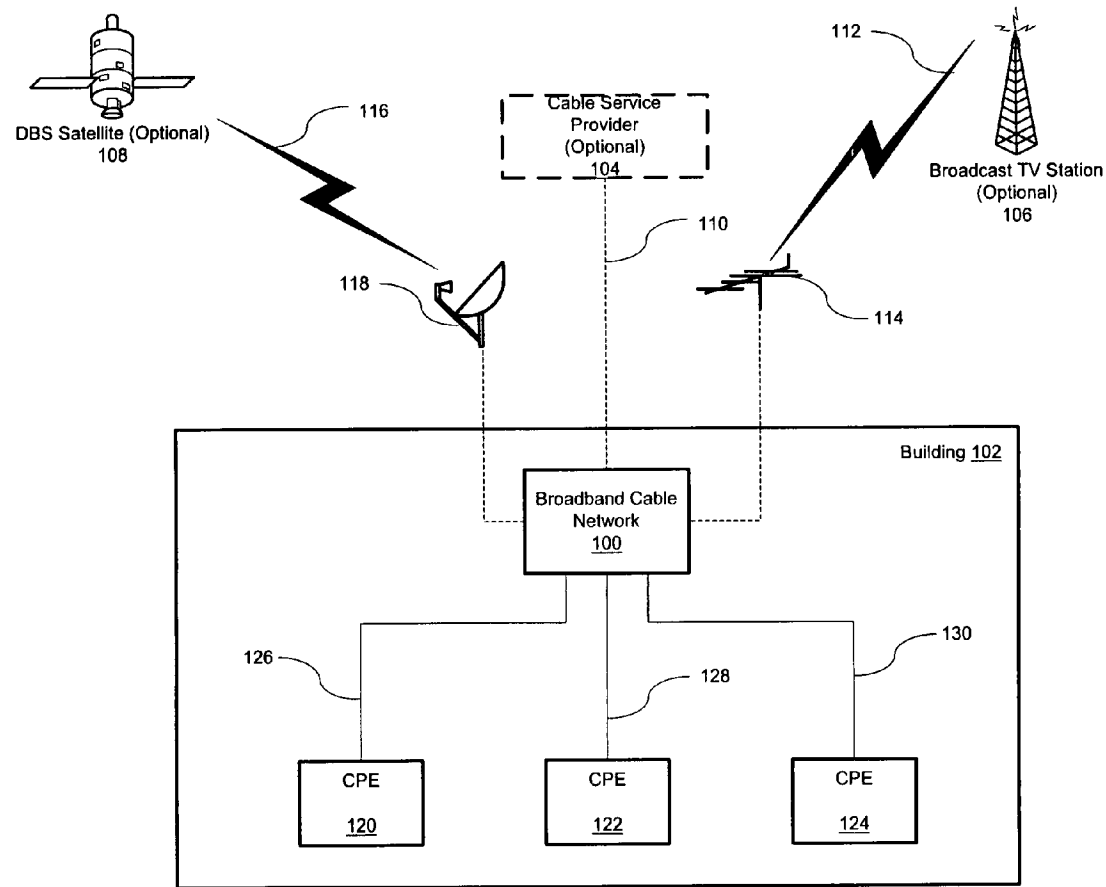 112
116
Cable Service
Provider
(Optional)
104
DBS Satellite (Optional)
108
Broadcast TV Station
(Optional)
106
110
118
114
Building 102
Broadband Cable
Network
100
126
128
130
CPE
120
CPE
122
CPE
124